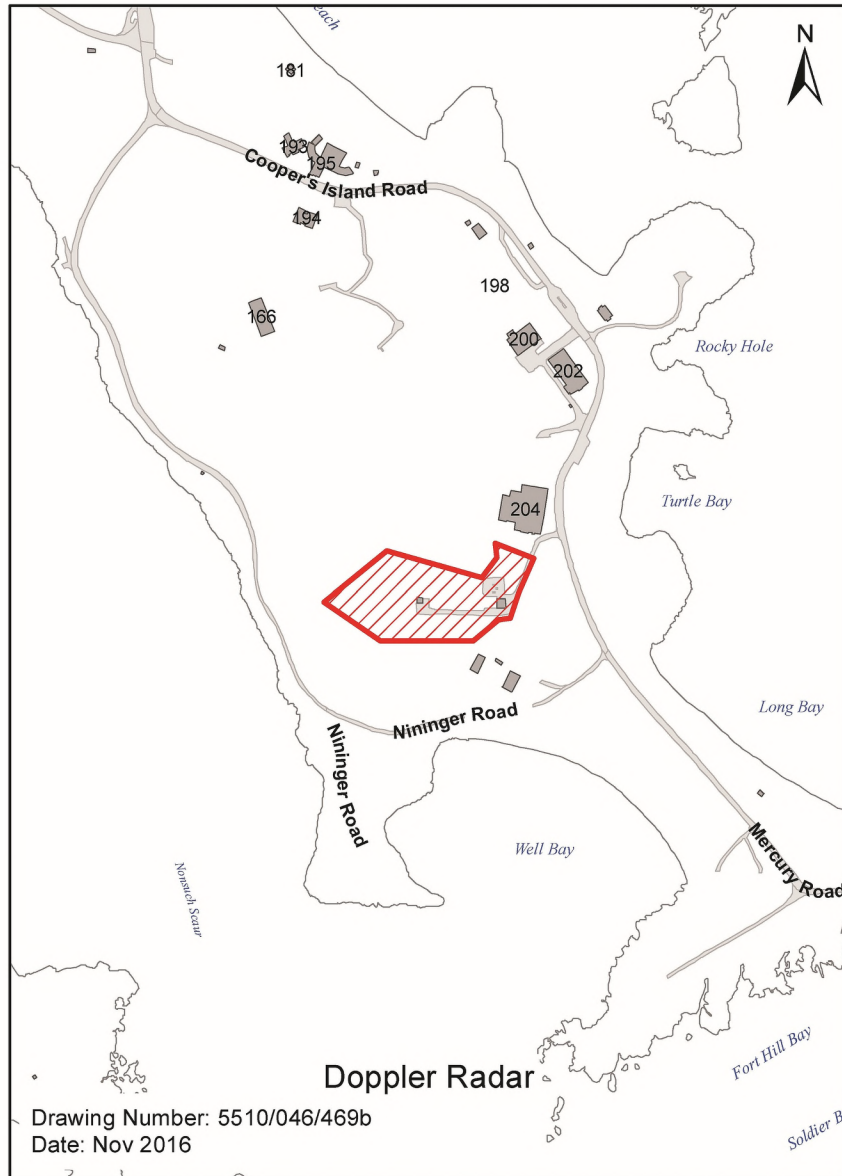 each
N
181
193
195
Cooper's Island Road
194
198
166
200
202
Rocky Hole
Turtle Bay
204
Long Bay
Nininger Road
Nininger Road
Well Bay
Mercury Road
Nonsuch Scaur
Fort Hill Bay
Doppler Radar
Soldier B
Drawing Number: 5510/046/469b
Date: Nov 2016